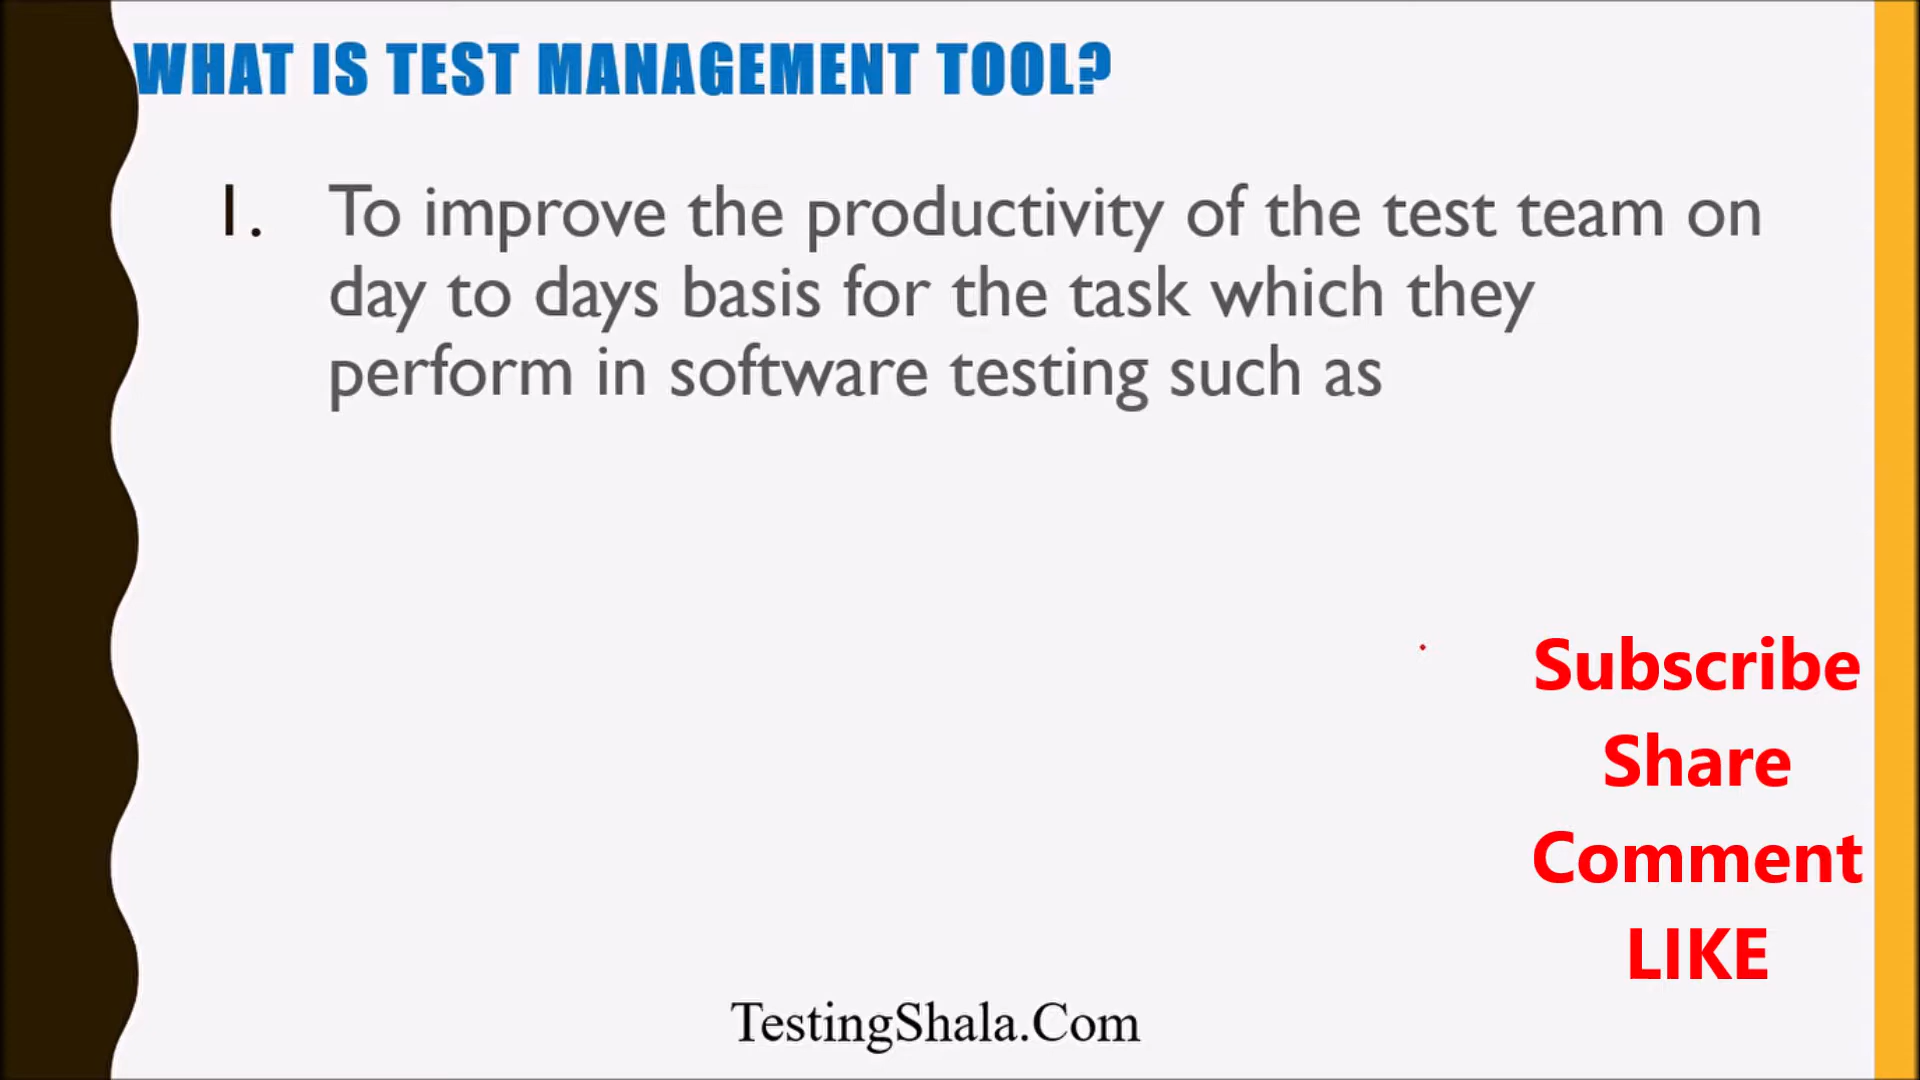 WHAT IS TEST MANAGEMENT TOOL?
1. To improve the productivity of the test team on
day to days basis for the task which they
perform in software testing such as
Subscribe
Share
Comment
LIKE
TestingShala.Com